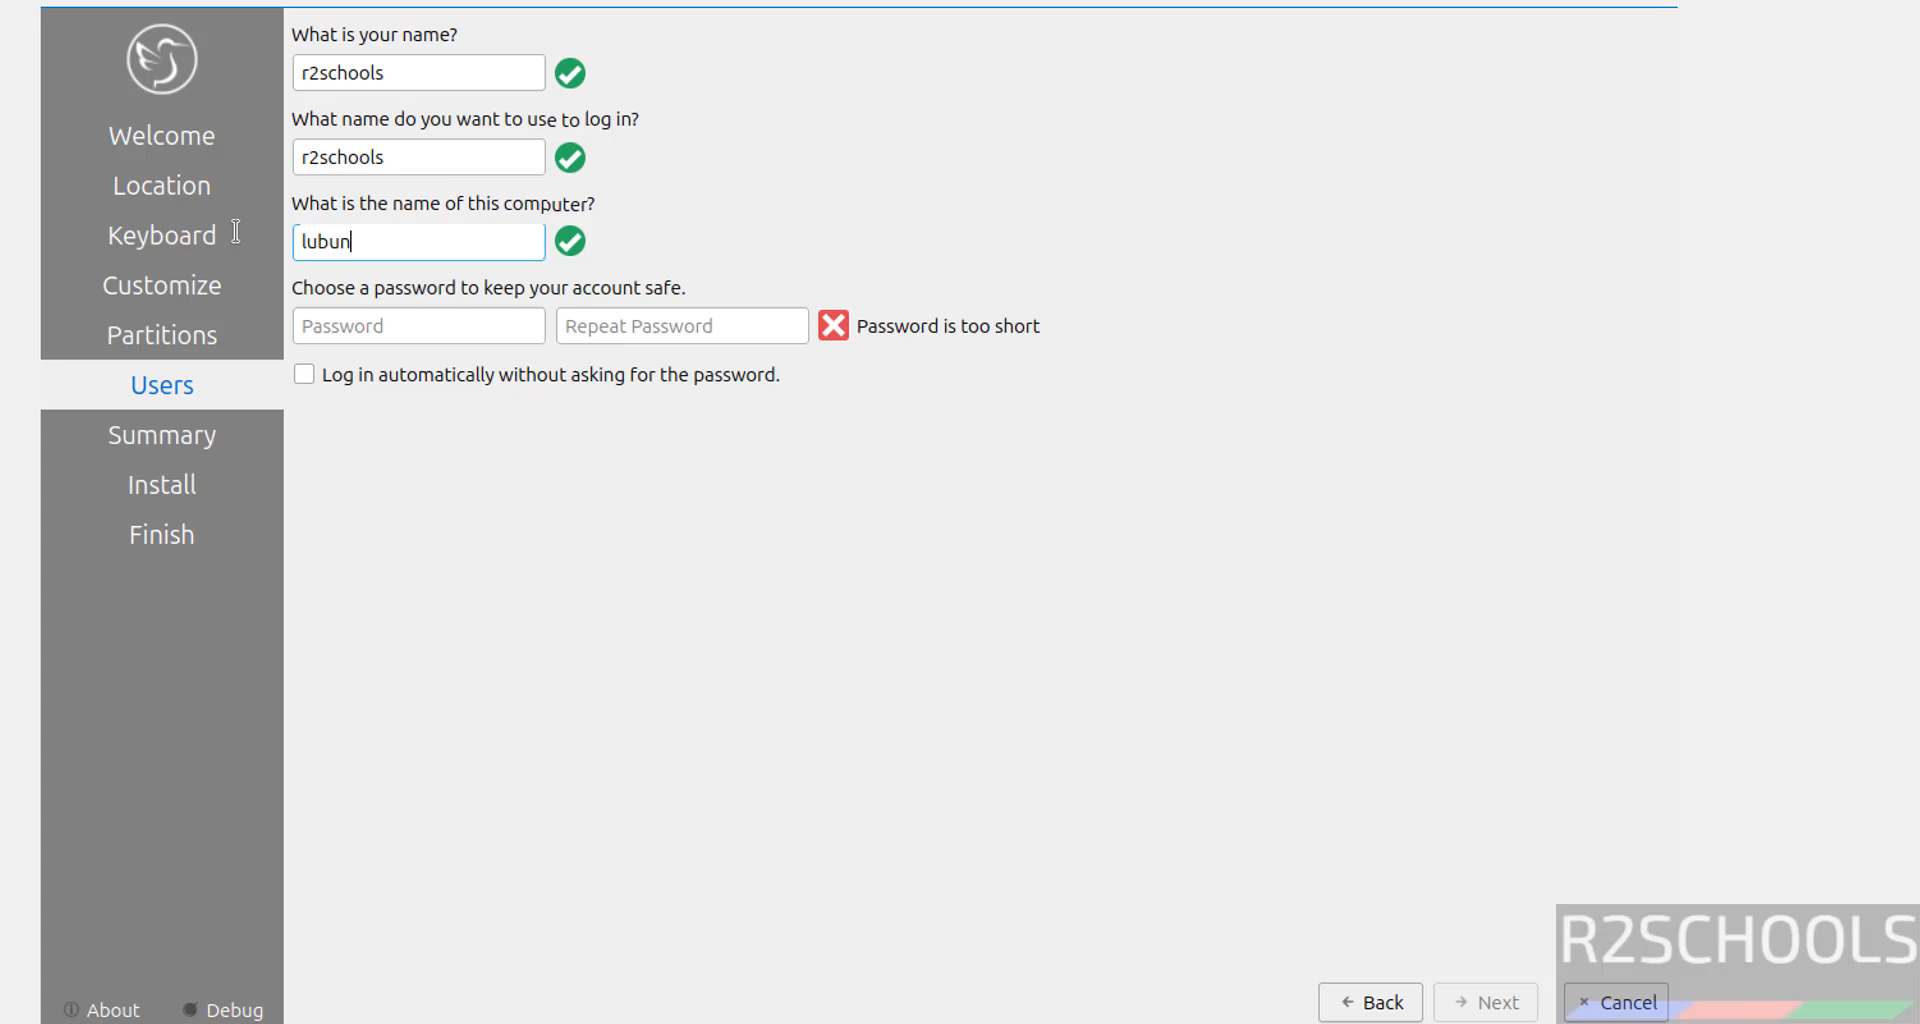 What is your name?
r2schools
What name do you want to use to log in?
r2schools
What is the name of this computer?
lubun
Choose a password to keep your account safe.
Password Repeat Password Password is too short
Log in automatically without asking for the password.
Welcome
Location
Keyboard
Customize
Partitions
Users
Summary
Install
Finish
About Debug
Back Next Cancel
R2SCHOOLS